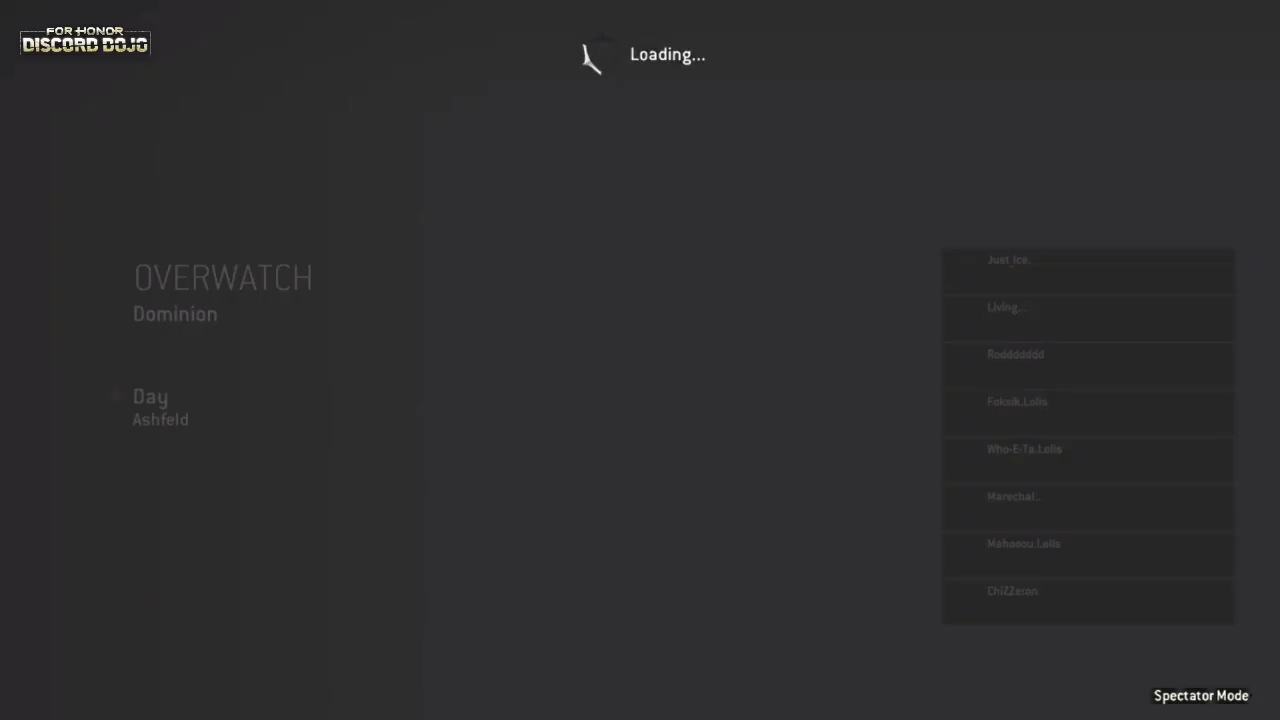 FOR HONOR
DISCORD DOJO
Loading...
OVERWATCH
Dominion
Day
Ashfeld
Just_Ice.
Living...
Roddddddd
Foksik.Lolis
Who-E-Ta.Lolis
Marechal..
Mahooou.Lolis
ChiZZeron
Spectator Mode